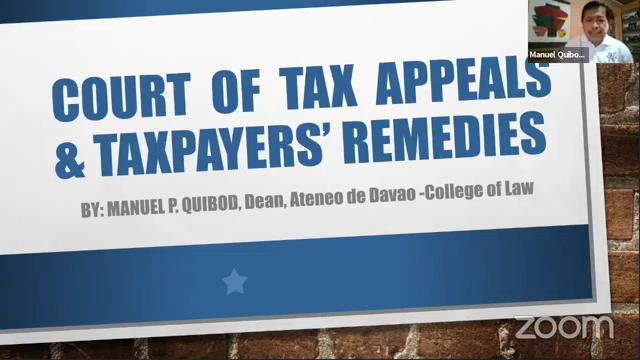 Manuel Quibo...
COURT OF TAX APPEALS
& TAXPAYERS' REMEDIES
BY: MANUEL P. QUIBOD, Dean, Ateneo de Davao -College of Law
zoom